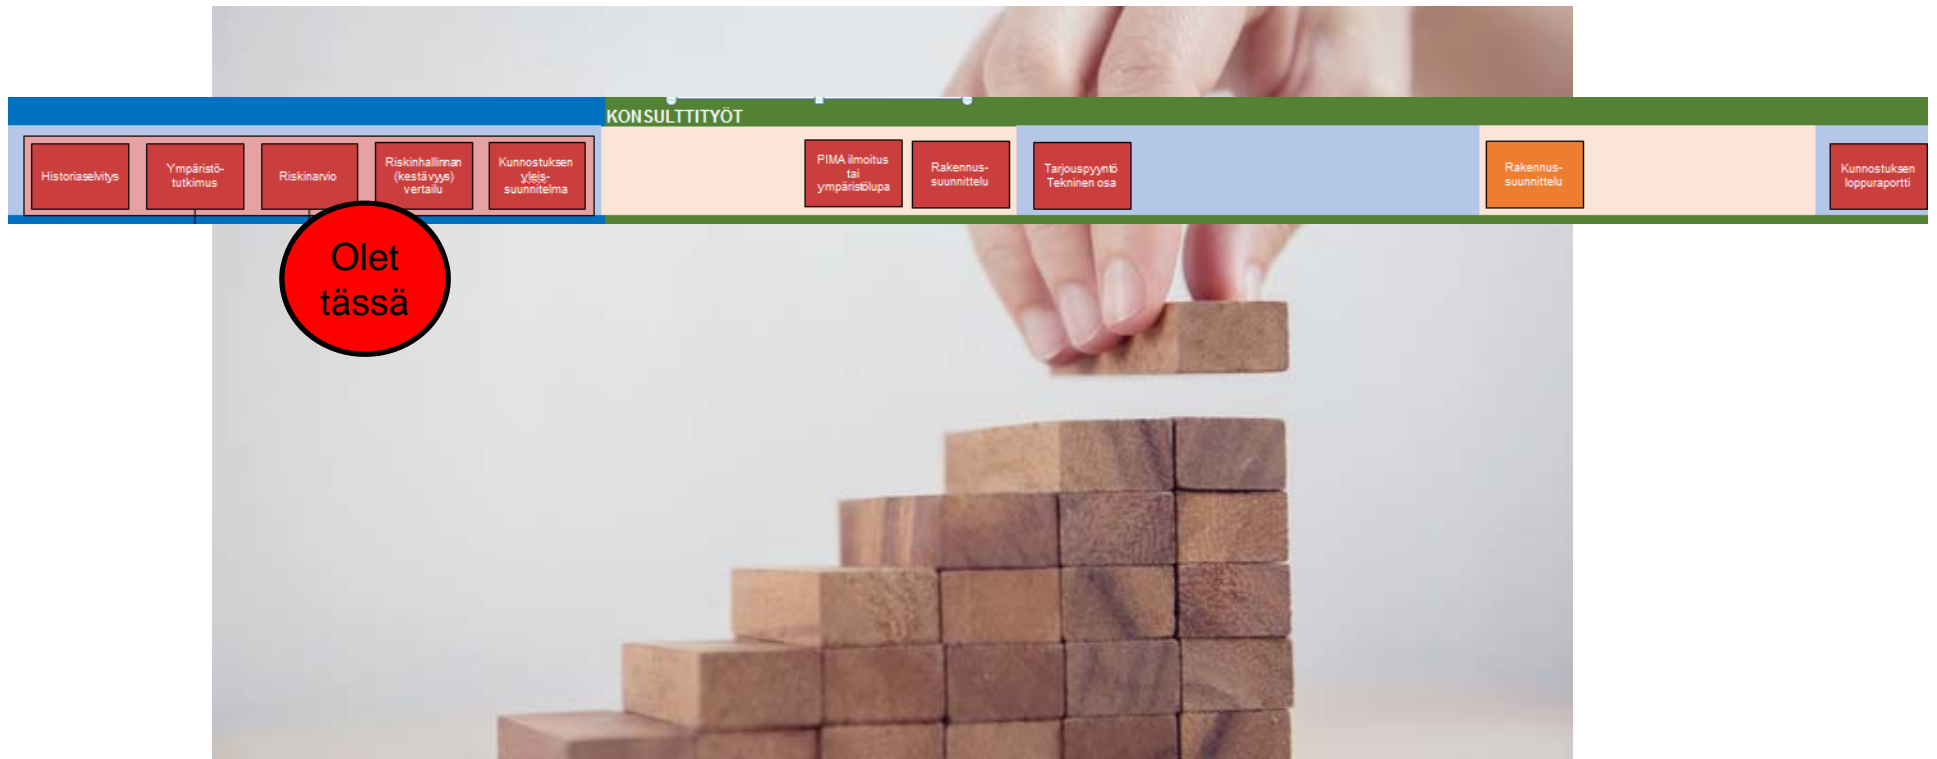 KONSULTTITYÖT
Historiaselvitys
Ympäristö-
tutkimus
Riskinarvio
Riskinhallinnan
(kestävyys)
vertailu
Kunnostuksen
yleis-
suunnitelma
PIMA ilmoitus
tai
ympäristölupa
Rakennus-
suunnittelu
Tarjouspyyntö
Tekninen osa
Rakennus-
suunnittelu
Kunnostuksen
loppuraportti
Olet
tässä